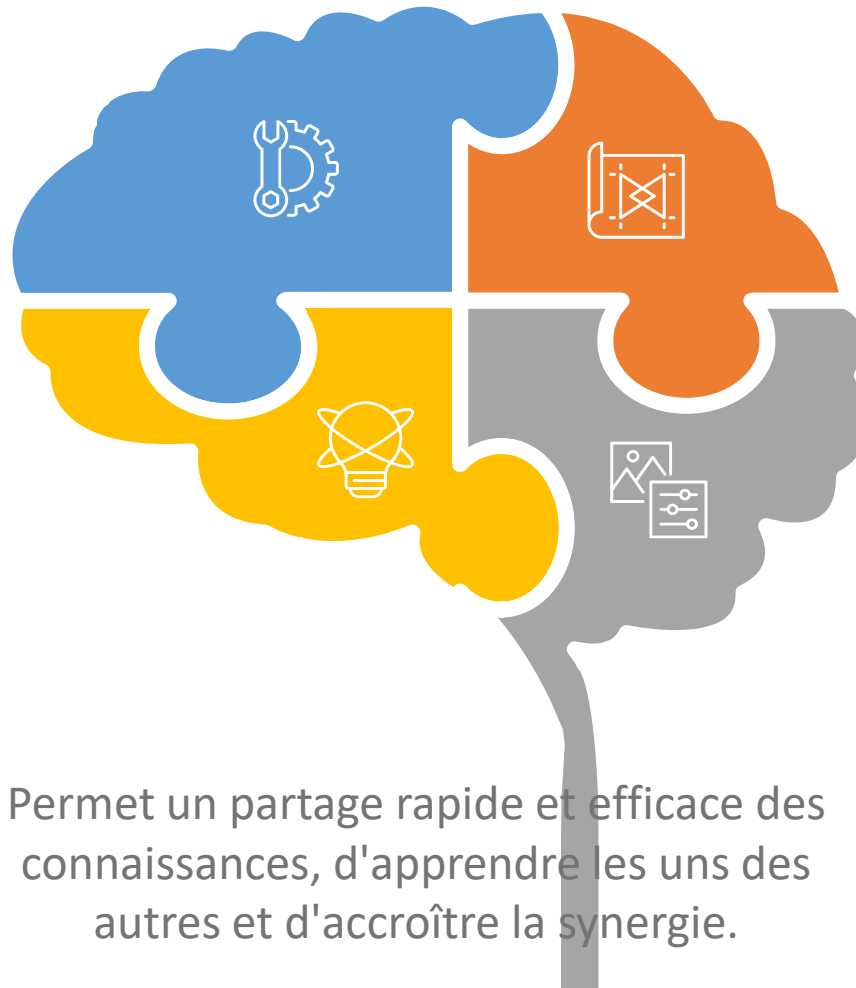 Permet un partage rapide et efficace des
connaissances, d'apprendre les uns des
autres et d'accroître la synergie.